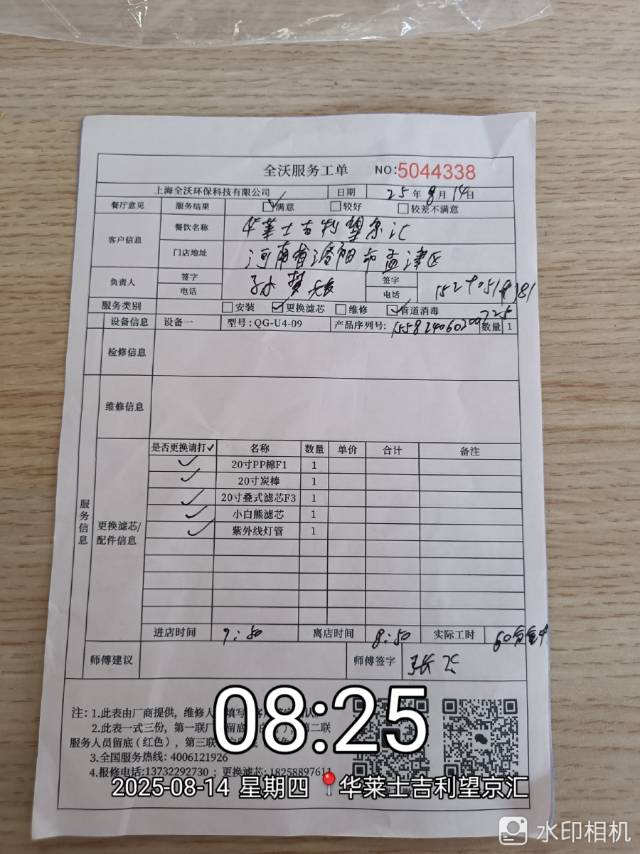 全沃服务工单 NO:5044338
上海全沃环保科技有限公司 日期 25年8月14日
餐厅意见 服务结果 满意 较好 较差不满意
客户信息 餐饮名称 华莱士吉利望京汇
门店地址 河南省洛阳市孟津区
负责人 签字 电话 签字 电话
服务类别 安装 ✓更换滤芯 维修 ✓管道消毒
设备信息 设备一 型号:QG-U4-09 产品序列号: 数量 1
检修信息
维修信息
服务信息
更换滤芯/配件信息
是否更换请打✓ 名称 数量 单价 合计 备注
✓ 20寸PP棉F1 1
✓ 20寸炭棒 1
✓ 20寸叠式滤芯F3 1
✓ 小白熊滤芯 1
✓ 紫外线灯管 1
进店时间 7:50 离店时间 8:50 实际工时 60分钟
师傅建议 师傅签字
注:1.此表由厂商提供,维修人
2.此表一式三份,第一联 留底 第二联
服务人员留底(红色),第三联
3.全国服务热线:4006121926
4.报修电话:13732292730;更换滤芯:18258897611
08:25
2025-08-14 星期四 华莱士吉利望京汇
水印相机